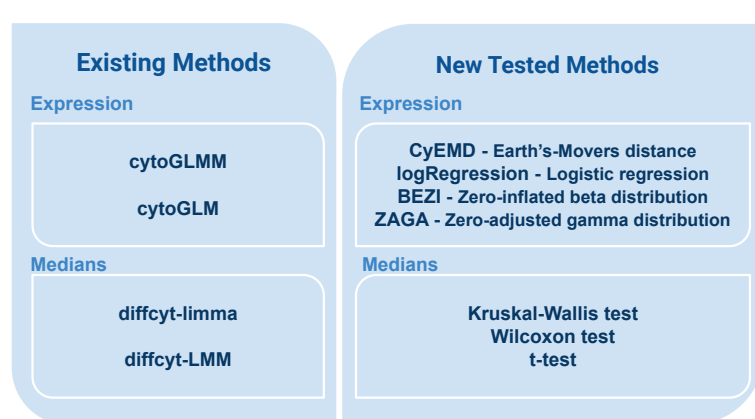 Existing Methods
Expression
cytoGLMM
cytoGLM
Medians
diffcyt-limma
diffcyt-LMM
New Tested Methods
Expression
CyEMD - Earth's-Movers distance
logRegression - Logistic regression
BEZI - Zero-inflated beta distribution
ZAGA - Zero-adjusted gamma distribution
Medians
Kruskal-Wallis test
Wilcoxon test
t-test